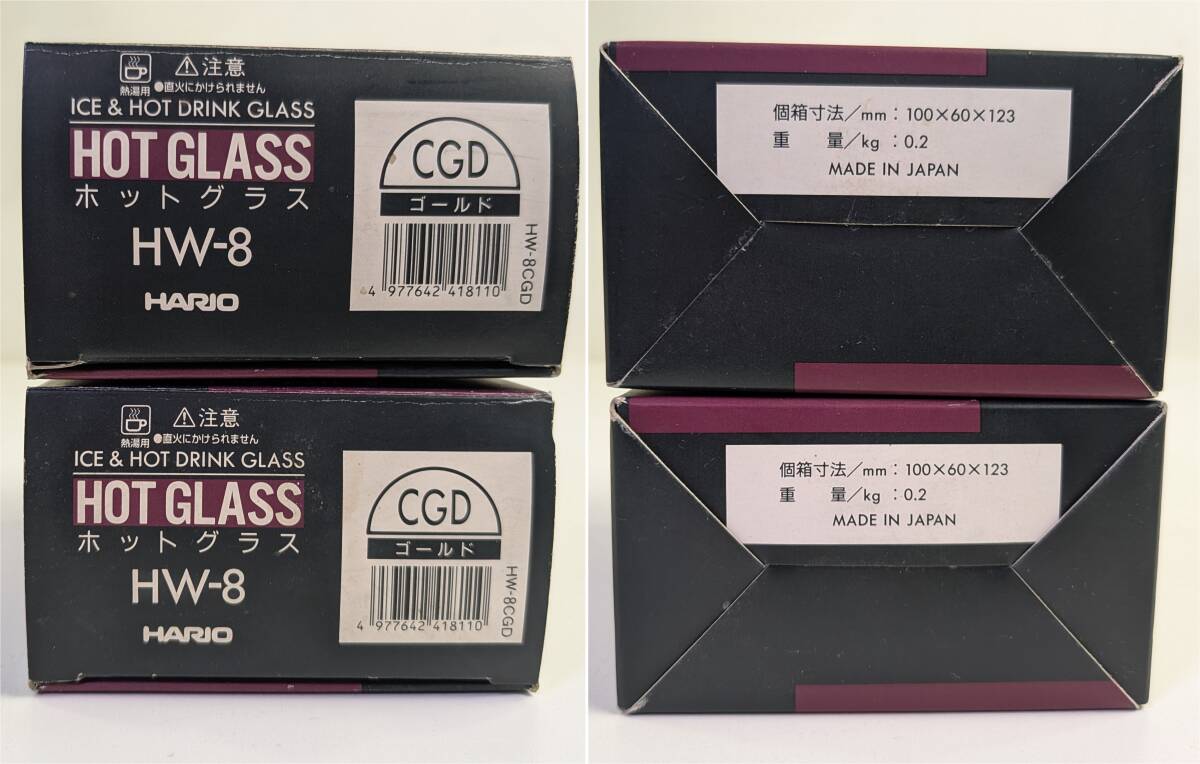 ⚠注意
熱湯用 ●直火にかけられません
ICE & HOT DRINK GLASS
HOT GLASS
ホットグラス
HW-8
HARIO
CGD
ゴールド
4 977642 418110
HW-8CGD
個箱寸法/mm:100×60×123
重 量/kg :0.2
MADE IN JAPAN
⚠注意
熱湯用 ●直火にかけられません
ICE & HOT DRINK GLASS
HOT GLASS
ホットグラス
HW-8
HARIO
CGD
ゴールド
4 977642 418110
HW-8CGD
個箱寸法/mm:100×60×123
重 量/kg :0.2
MADE IN JAPAN